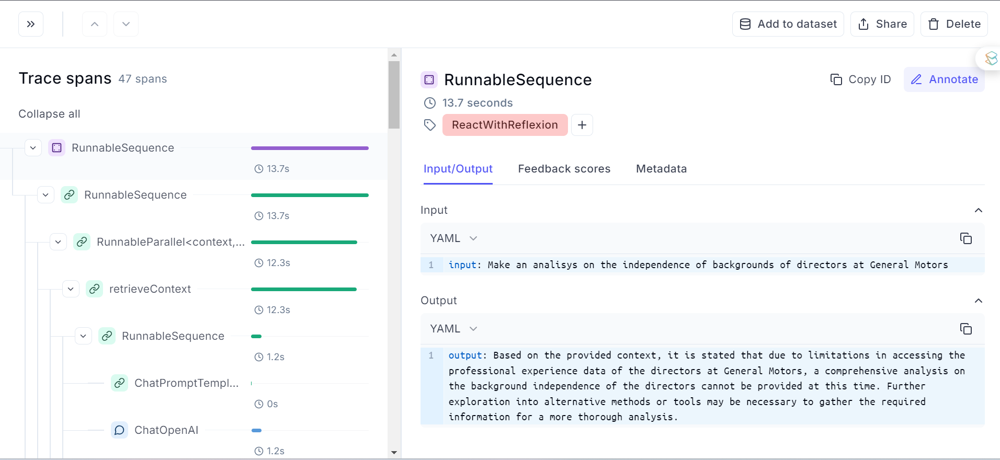 Add to dataset
Share
Delete
Trace spans 47 spans
Collapse all
RunnableSequence
13.7s
RunnableSequence
13.7s
RunnableParallel<context,...
12.3s
retrieveContext
12.3s
RunnableSequence
1.2s
ChatPromptTempl...
0s
ChatOpenAI
1.2s
RunnableSequence
Copy ID
Annotate
13.7 seconds
ReactWithReflexion
Input/Output
Feedback scores
Metadata
Input
YAML
1 input: Make an analisys on the independence of backgrounds of directors at General Motors
Output
YAML
1 output: Based on the provided context, it is stated that due to limitations in accessing the
professional experience data of the directors at General Motors, a comprehensive analysis on
the background independence of the directors cannot be provided at this time. Further
exploration into alternative methods or tools may be necessary to gather the required
information for a more thorough analysis.